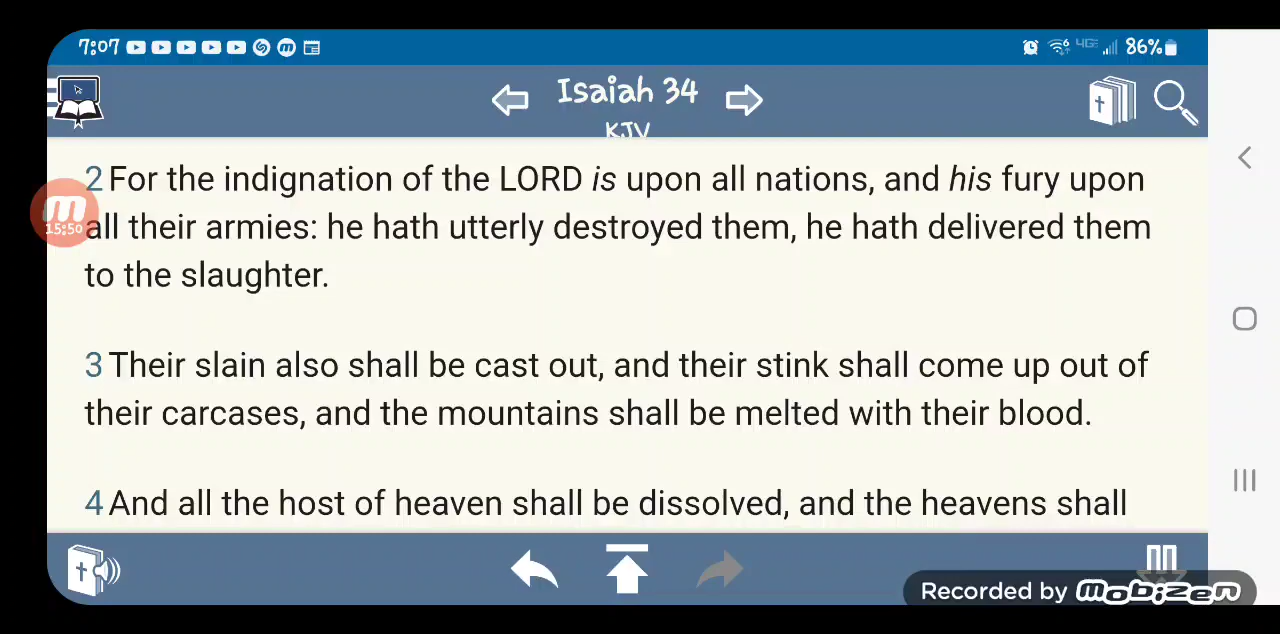 7:07 86%
Isaiah 34
KJV
2 For the indignation of the LORD is upon all nations, and his fury upon
all their armies: he hath utterly destroyed them, he hath delivered them
to the slaughter.
15:50
3 Their slain also shall be cast out, and their stink shall come up out of
their carcases, and the mountains shall be melted with their blood.
4 And all the host of heaven shall be dissolved, and the heavens shall
Recorded by mobizen